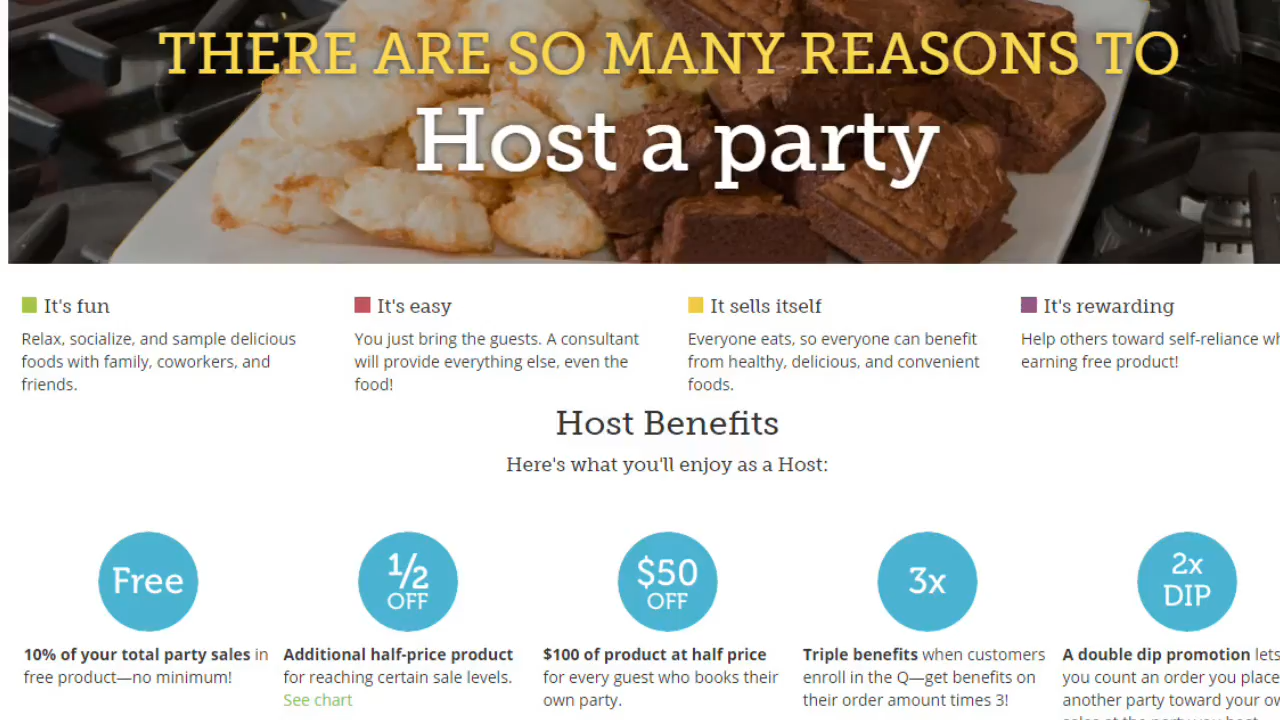 THERE ARE SO MANY REASONS TO
Host a party
It's fun
Relax, socialize, and sample delicious
foods with family, coworkers, and
friends.
It's easy
You just bring the guests. A consultant
will provide everything else, even the
food!
It sells itself
Everyone eats, so everyone can benefit
from healthy, delicious, and convenient
foods.
It's rewarding
Help others toward self-reliance
earning free product!
Host Benefits
Here's what you'll enjoy as a Host:
Free
10% of your total party sales in
free product—no minimum!
½
OFF
Additional half-price product
for reaching certain sale levels.
See chart
$50
OFF
$100 of product at half price
for every guest who books their
own party.
3x
Triple benefits when customers
enroll in the Q—get benefits on
their order amount times 3!
2x
DIP
A double dip promotion lets
you count an order you place
another party toward your